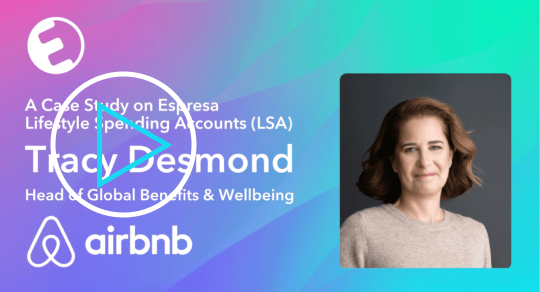 A Case Study on Espresa
Lifestyle Spending Accounts (LSA)
Tracy Desmond
Head of Global Benefits & Wellbeing
airbnb